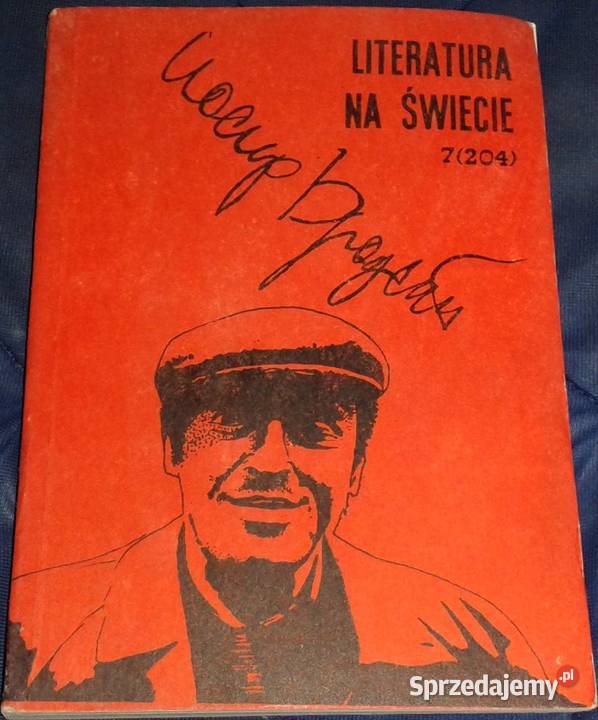 LITERATURA
NA ŚWIECIE
7(204)
Иосиф
Бродский
Sprzedajemy.pl